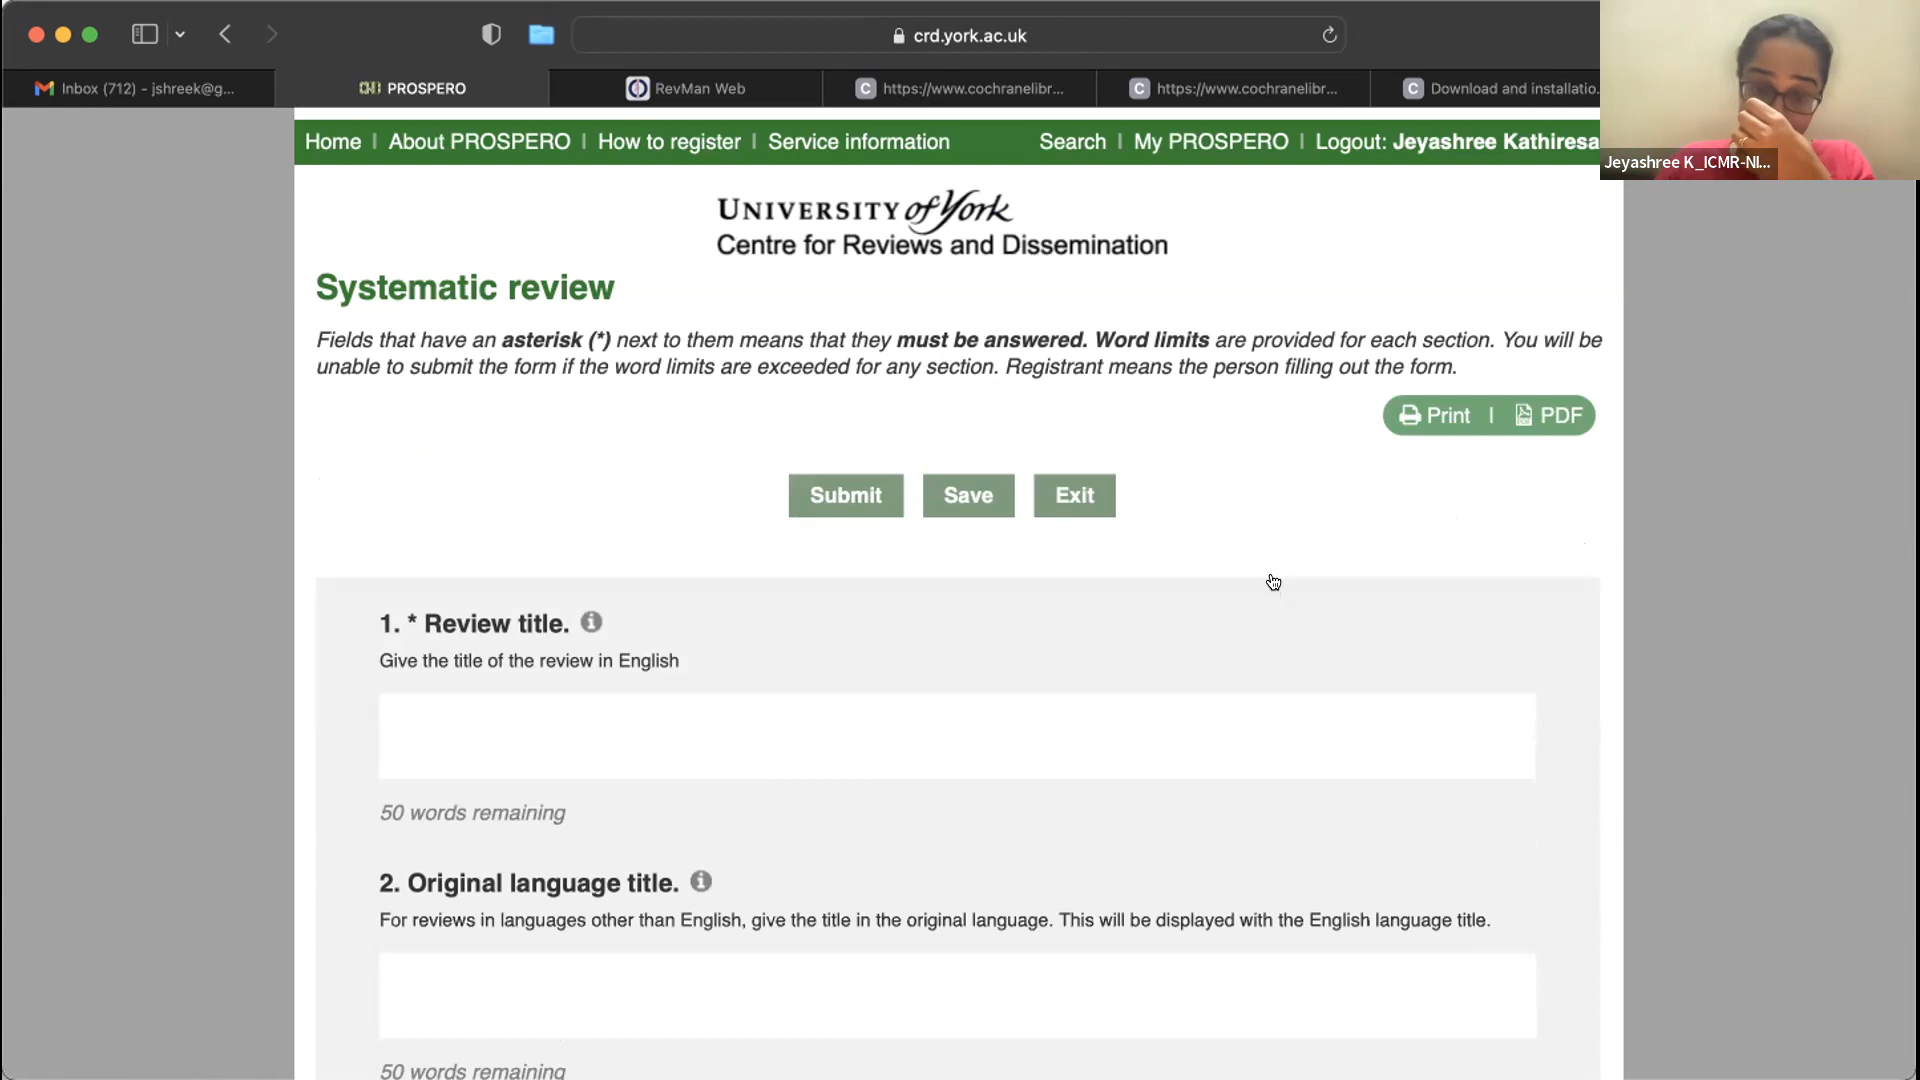 crd.york.ac.uk
Inbox (712) - jshreek@g...
PROSPERO
RevMan Web
https://www.cochranelibr...
https://www.cochranelibr...
Download and installatio.
Home | About PROSPERO | How to register | Service information
Search | My PROSPERO | Logout: Jeyashree Kathiresa
Jeyashree K_ICMR-NI...
UNIVERSITY of York
Centre for Reviews and Dissemination
Systematic review
Fields that have an asterisk (*) next to them means that they must be answered. Word limits are provided for each section. You will be
unable to submit the form if the word limits are exceeded for any section. Registrant means the person filling out the form.
Print | PDF
Submit Save Exit
1. * Review title.
Give the title of the review in English
50 words remaining
2. Original language title.
For reviews in languages other than English, give the title in the original language. This will be displayed with the English language title.
50 words remaining